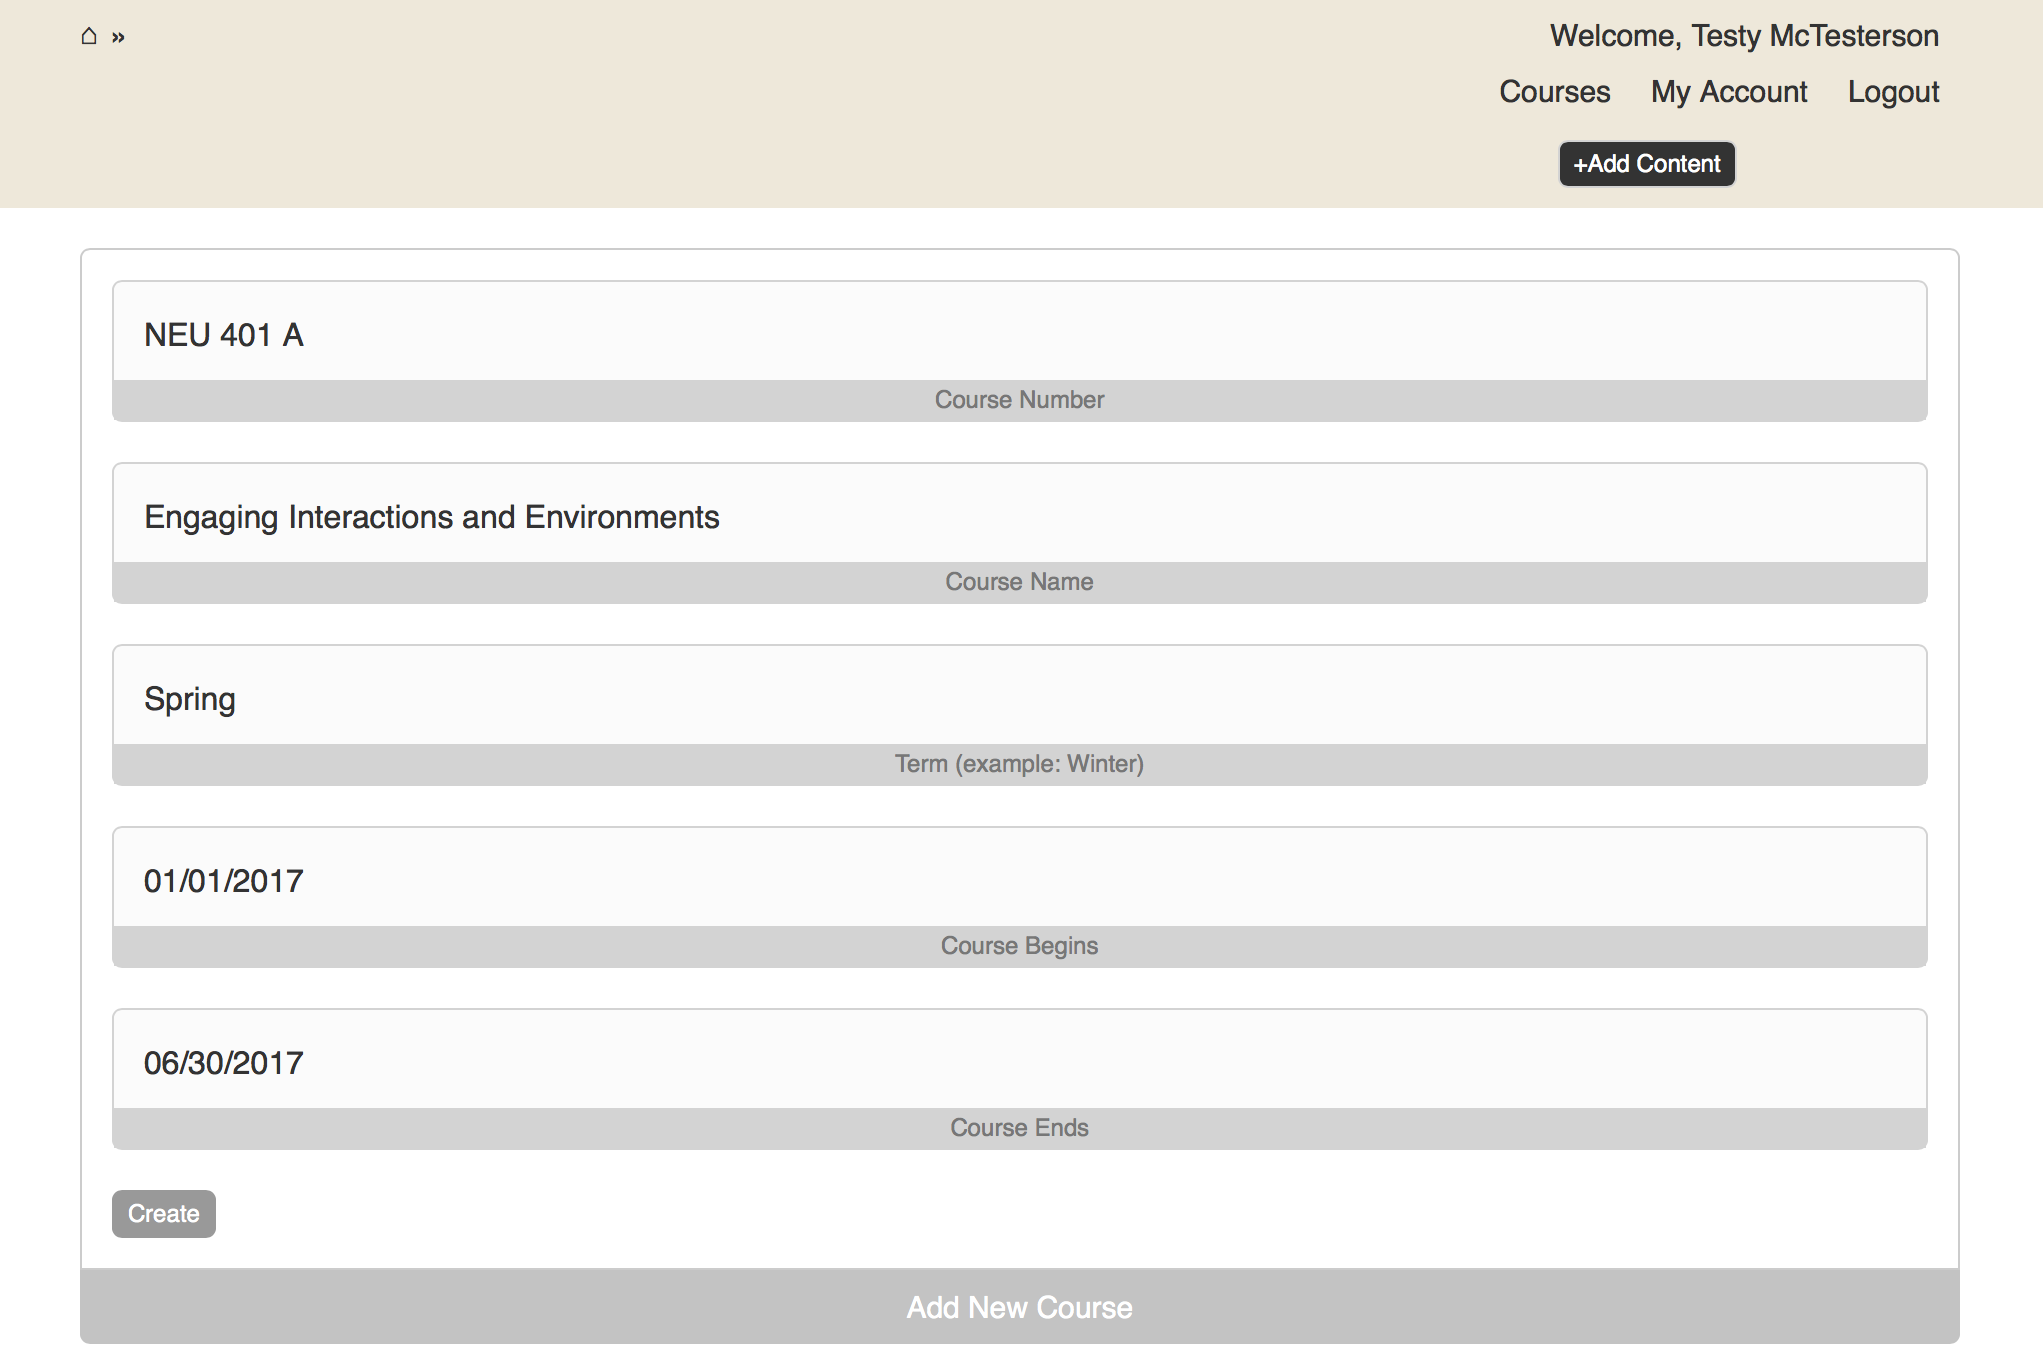 ⌂ »
Welcome, Testy McTesterson
Courses My Account Logout
+Add Content
NEU 401 A
Course Number
Engaging Interactions and Environments
Course Name
Spring
Term (example: Winter)
01/01/2017
Course Begins
06/30/2017
Course Ends
Create
Add New Course